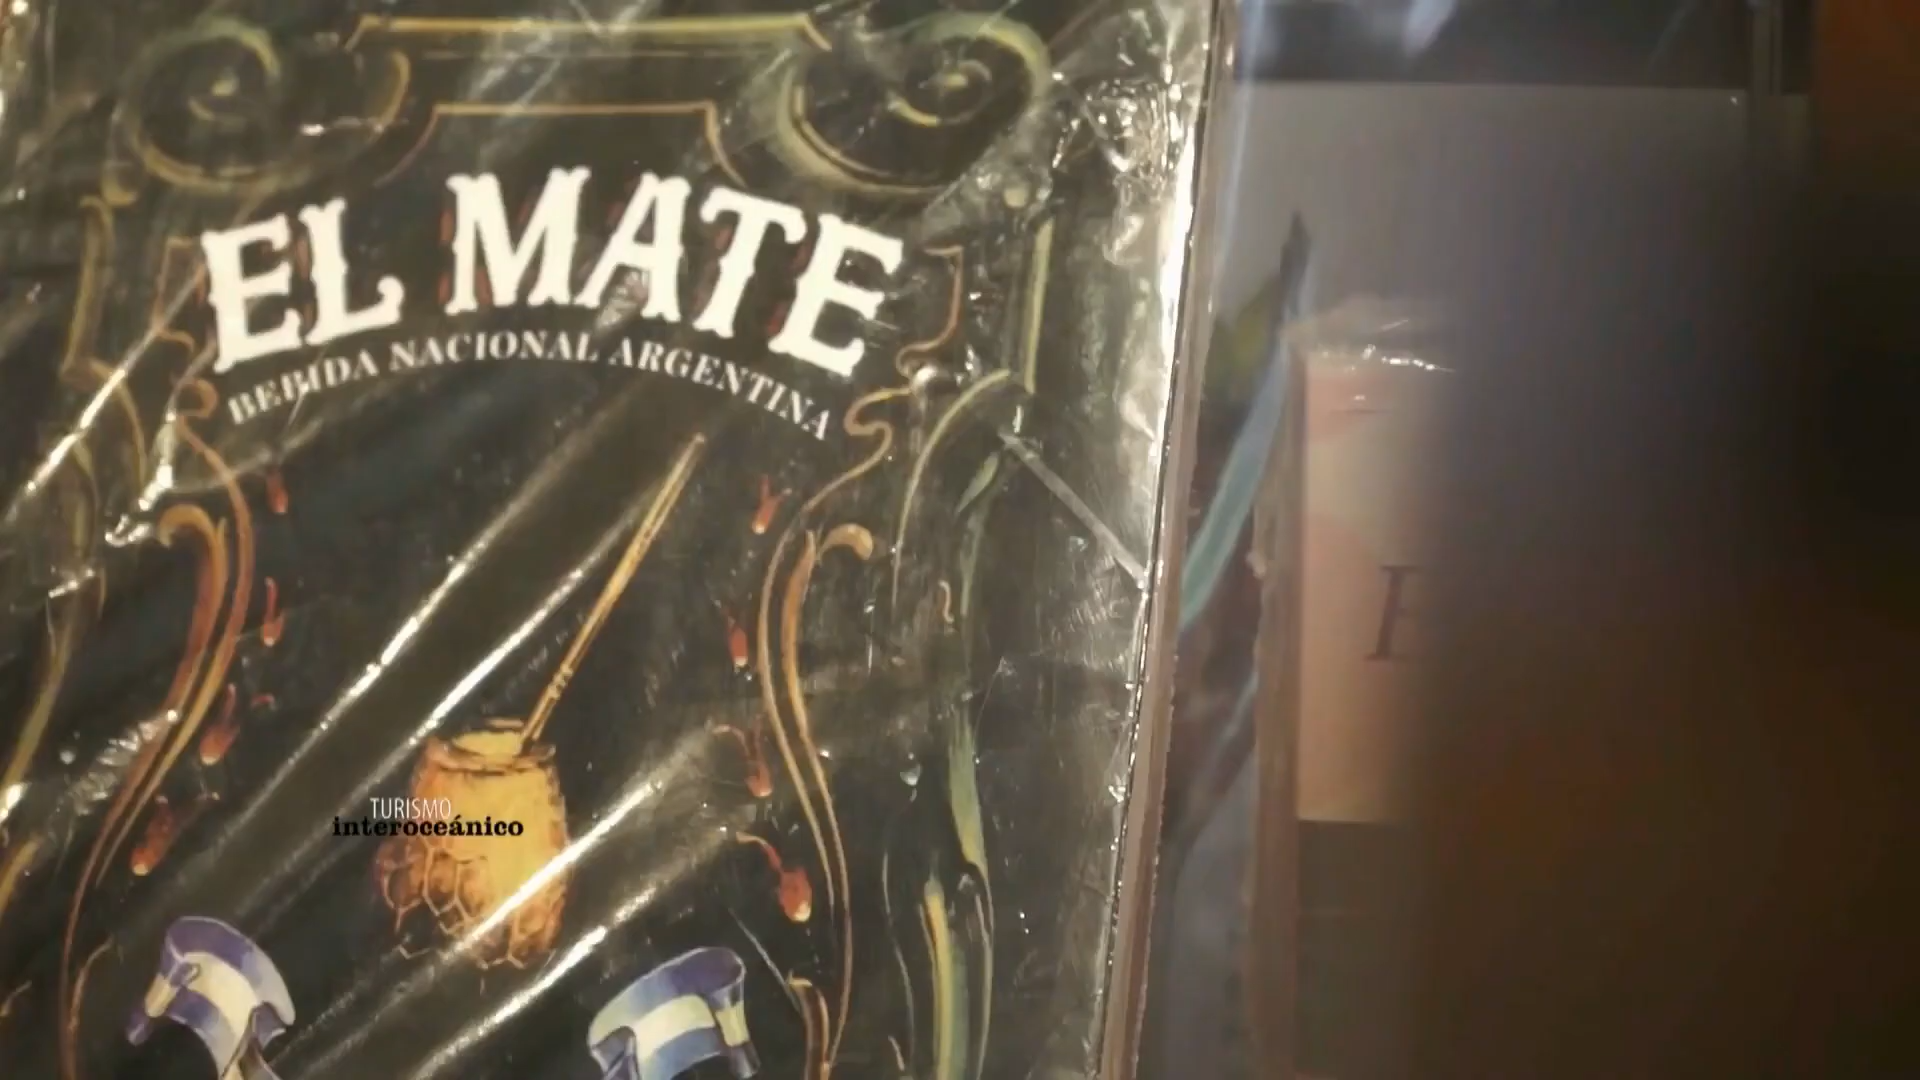 EL MATE
BEBIDA NACIONAL ARGENTINA
TURISMO
interoceánico